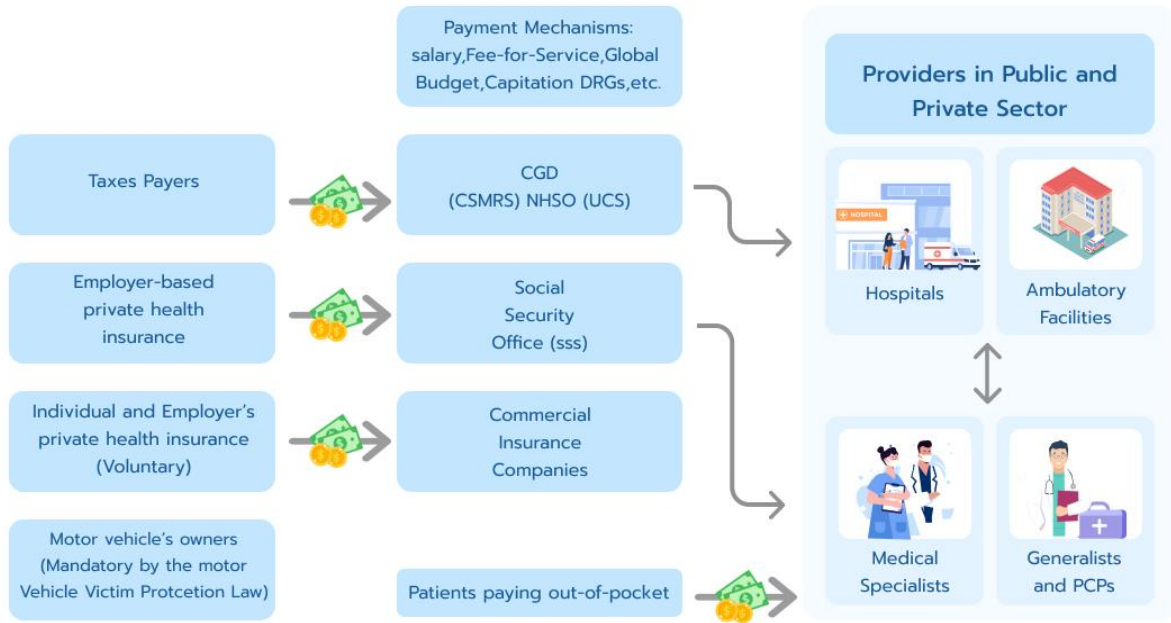 Payment Mechanisms:
salary,Fee-for-Service,Global
Budget,Capitation DRGs,etc.
Providers in Public and
Private Sector
Taxes Payers
CGD
(CSMRS) NHSO (UCS)
HOSPITAL
Hospitals
Ambulatory
Facilities
Employer-based
private health
insurance
Social
Security
Office (sss)
Individual and Employer's
private health insurance
(Voluntary)
Commercial
Insurance
Companies
Medical
Specialists
Generalists
and PCPs
Motor vehicle's owners
(Mandatory by the motor
Vehicle Victim Protcetion Law)
Patients paying out-of-pocket